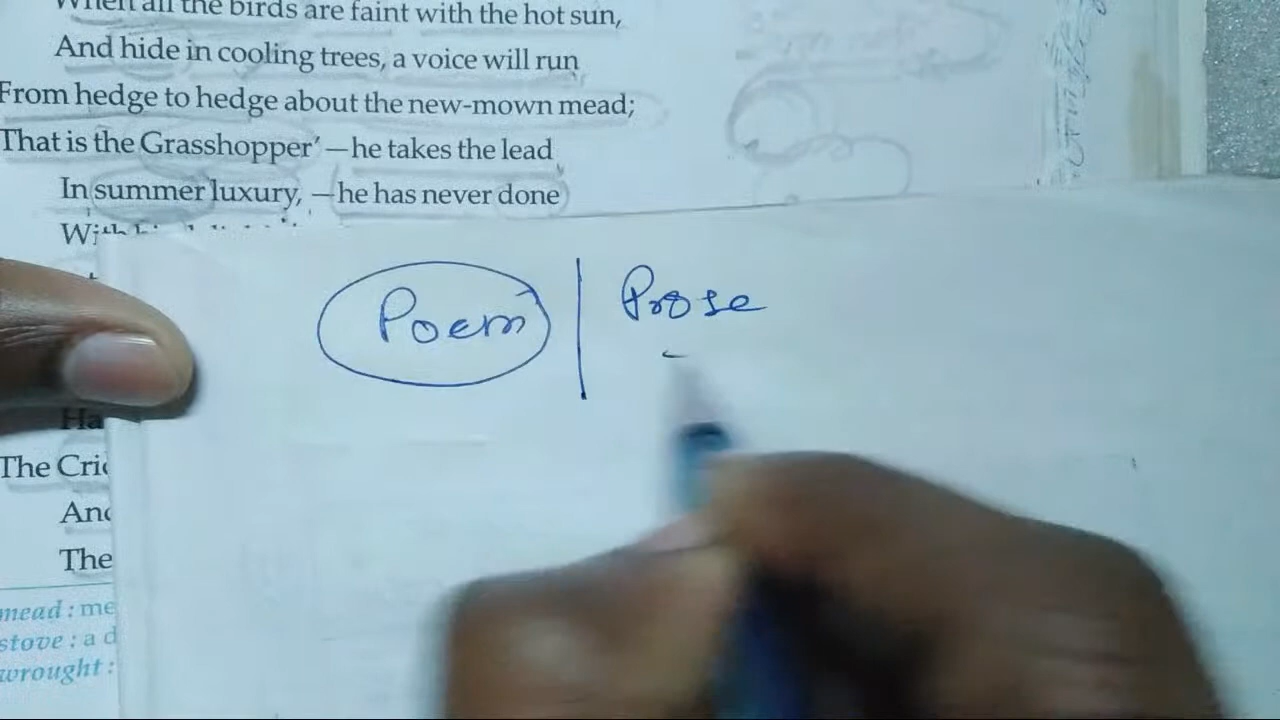 When all the birds are faint with the hot sun,
And hide in cooling trees, a voice will run
From hedge to hedge about the new-mown mead;
That is the Grasshopper’—he takes the lead
In summer luxury, —he has never done
Poem | Prose
Ha
The Cric
And
The
mead : me
stove : a d
wrought :